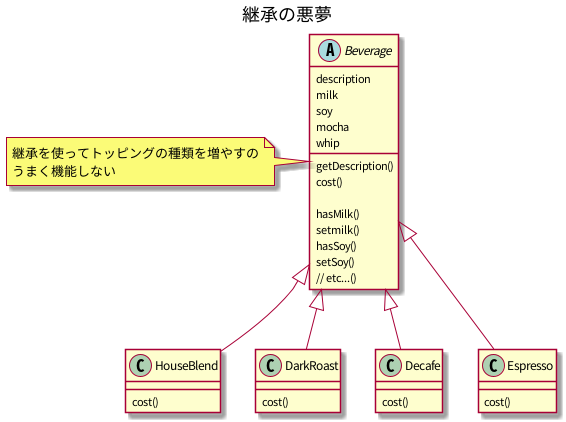 継承の悪夢
A Beverage
description
milk
soy
mocha
whip
継承を使ってトッピングの種類を増やすの
うまく機能しない
getDescription()
cost()
hasMilk()
setmilk()
hasSoy()
setSoy()
// etc...()
C HouseBlend
cost()
C DarkRoast
cost()
C Decafe
cost()
C Espresso
cost()